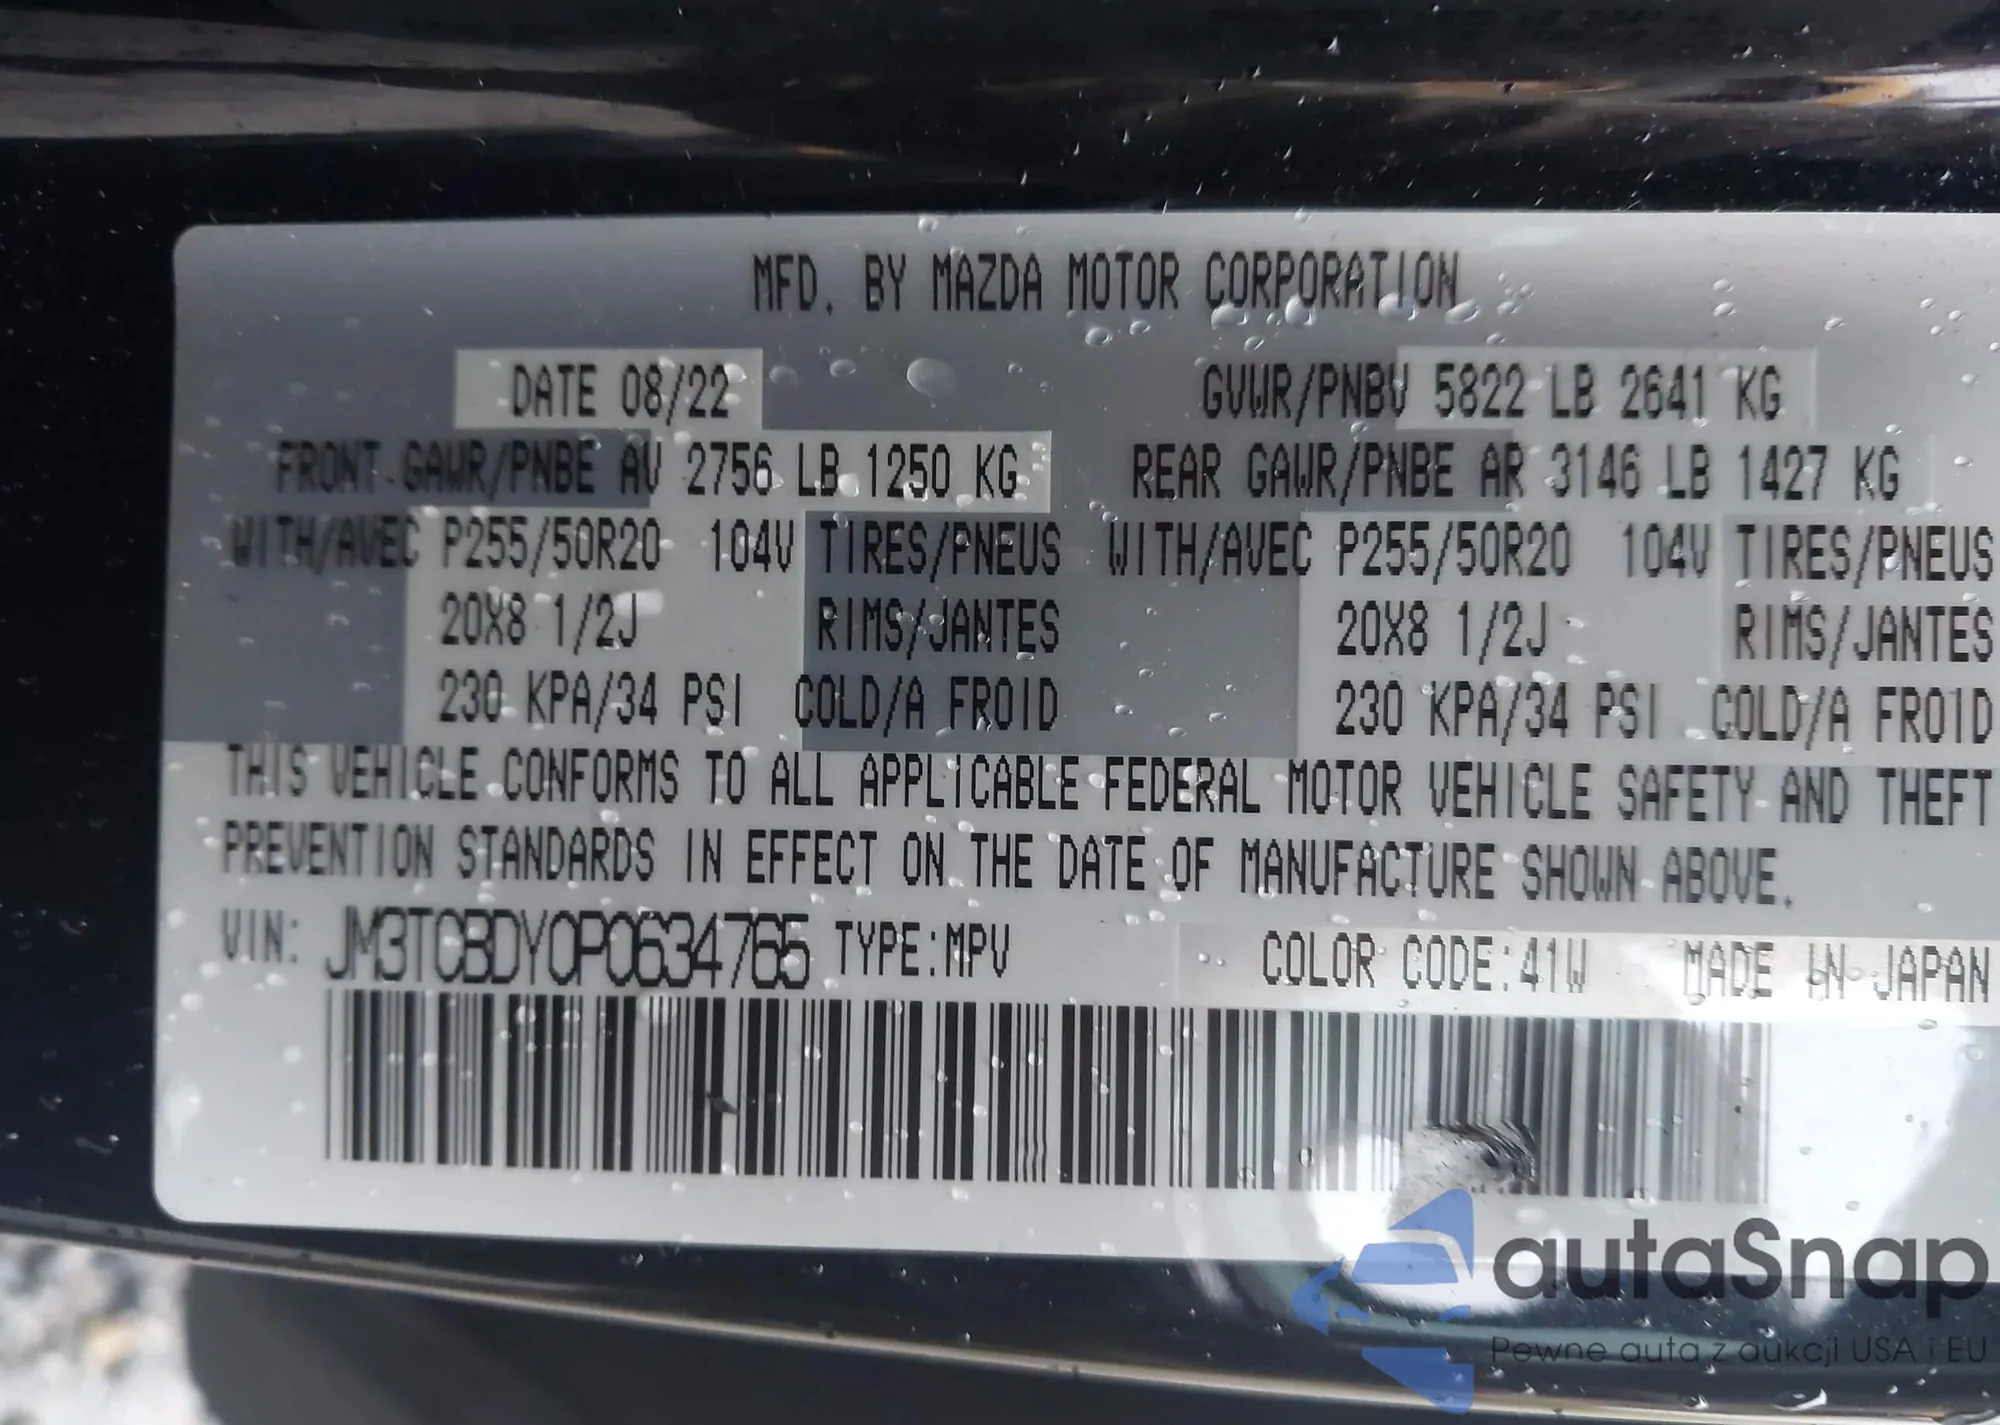 MFD. BY MAZDA MOTOR CORPORATION
DATE 08/22 GVWR/PNBV 5822 LB 2641 KG
FRONT GAWR/PNBE AV 2756 LB 1250 KG REAR GAWR/PNBE AR 3146 LB 1427 KG
WITH/AVEC P255/50R20 104V TIRES/PNEUS WITH/AVEC P255/50R20 104V TIRES/PNEUS
20X8 1/2J RIMS/JANTES 20X8 1/2J RIMS/JANTES
230 KPA/34 PSI COLD/A FROID 230 KPA/34 PSI COLD/A FROID
THIS VEHICLE CONFORMS TO ALL APPLICABLE FEDERAL MOTOR VEHICLE SAFETY AND THEFT
PREVENTION STANDARDS IN EFFECT ON THE DATE OF MANUFACTURE SHOWN ABOVE.
VIN: JM3TCBDY0P0634765 TYPE:MPV COLOR CODE:41W MADE IN JAPAN
autaSnap
Pewne auta z aukcji USA i EU